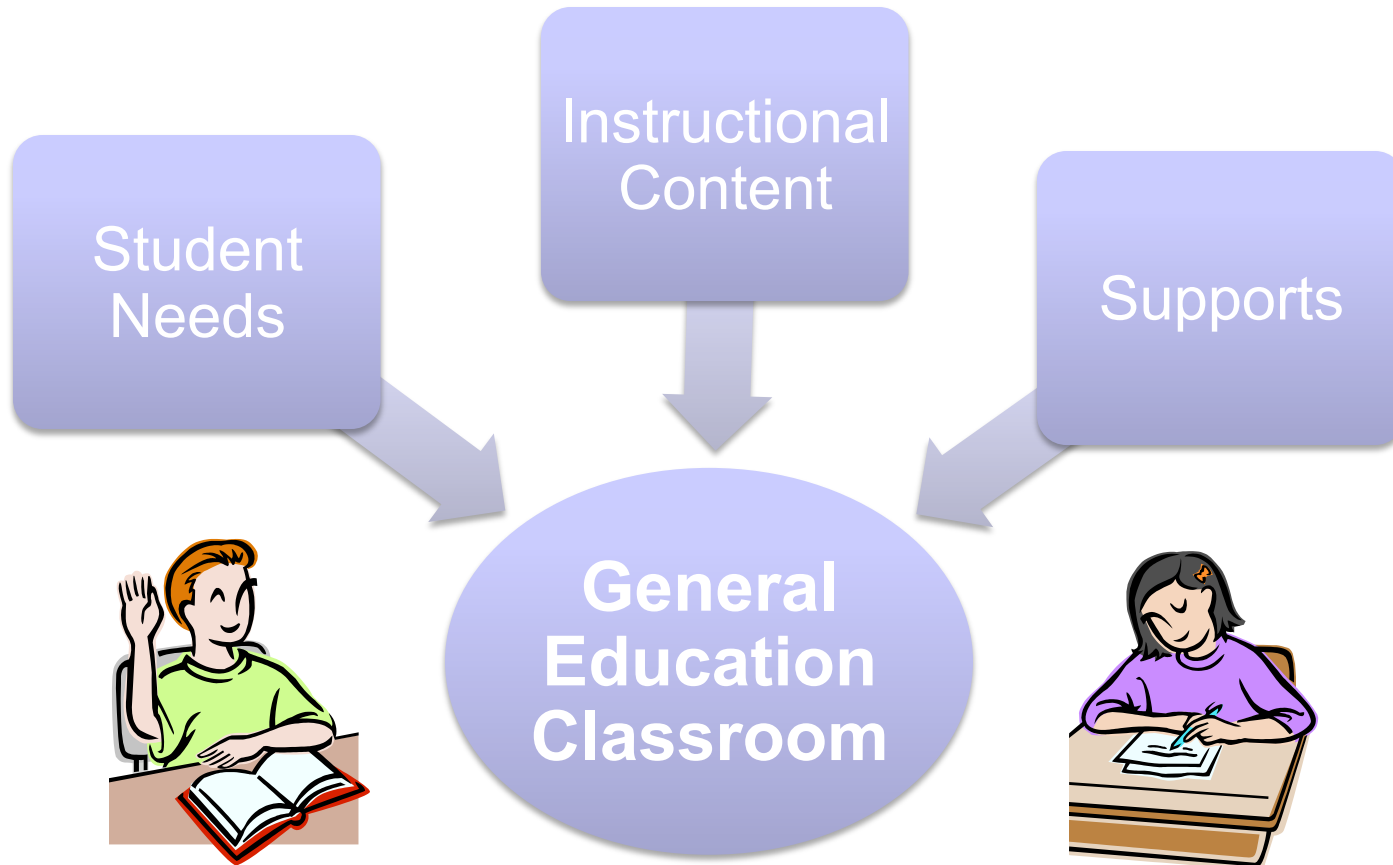 Student
Needs
Instructional
Content
Supports
General
Education
Classroom